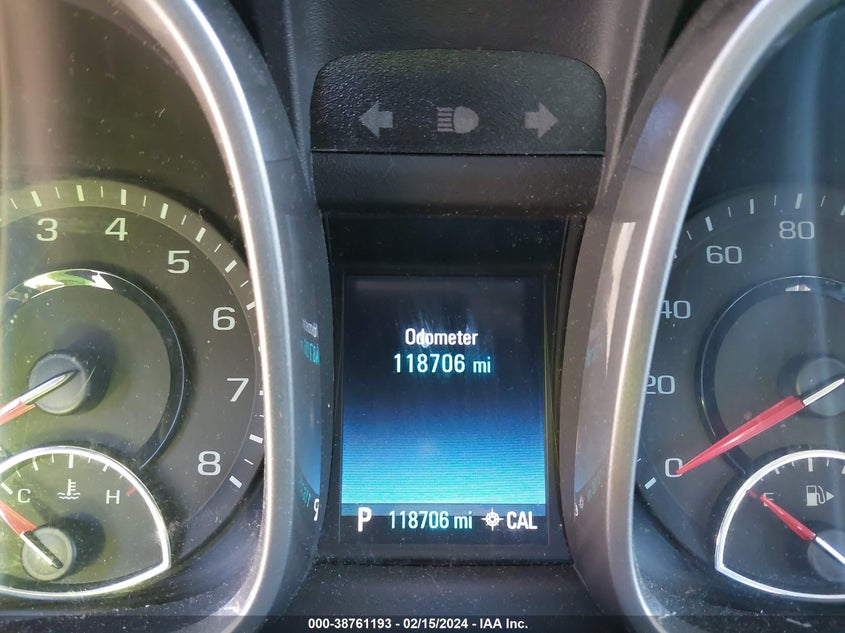 3 4 5 6 7 8
C H
Odometer
118706 mi
P 118706 mi CAL
0 20 40 60 80
E
000-38761193 - 02/15/2024 - IAA Inc.